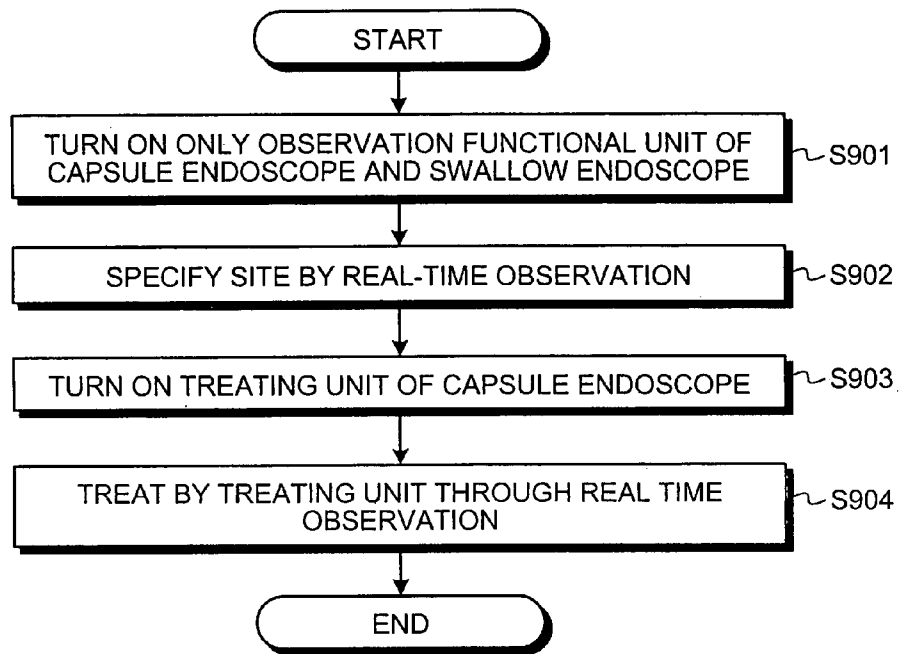 START
TURN ON ONLY OBSERVATION FUNCTIONAL UNIT OF
CAPSULE ENDOSCOPE AND SWALLOW ENDOSCOPE
S901
SPECIFY SITE BY REAL-TIME OBSERVATION
S902
TURN ON TREATING UNIT OF CAPSULE ENDOSCOPE
S903
TREAT BY TREATING UNIT THROUGH REAL TIME
OBSERVATION
S904
END